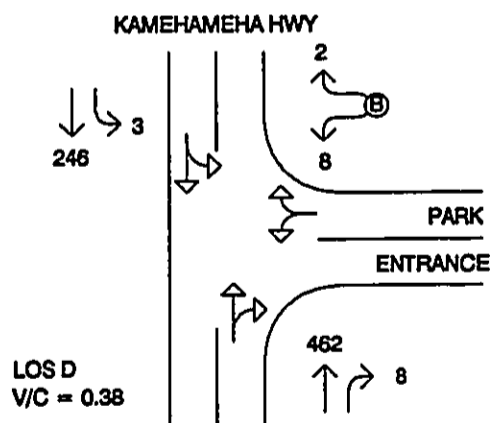 KAMEHAMEHA HWY
2
B
3
246
8
PARK
ENTRANCE
462
8
LOS D
V/C = 0.38